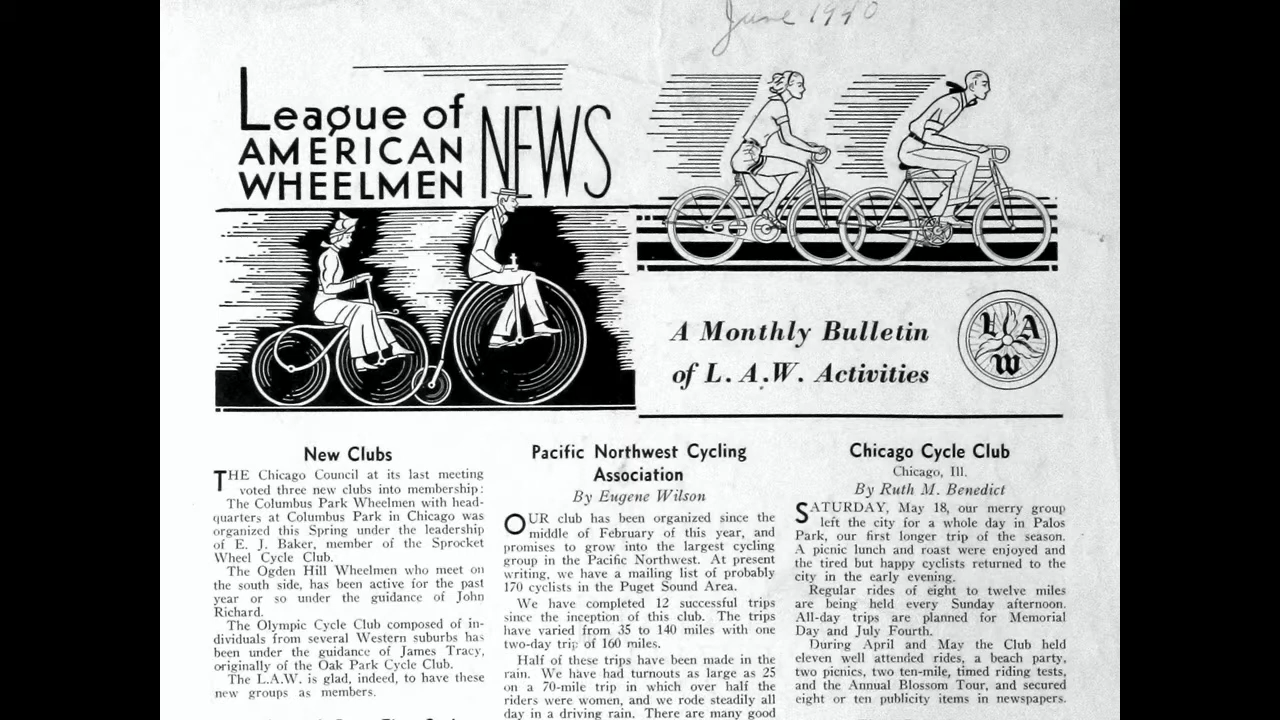 June 1940
League of
AMERICAN
WHEELMEN
NEWS
A Monthly Bulletin
of L. A. W. Activities
L A
W
New Clubs
THE Chicago Council at its last meeting
voted three new clubs into membership:
The Columbus Park Wheelmen with head-
quarters at Columbus Park in Chicago was
organized this Spring under the leadership
of E. J. Baker, member of the Sprocket
Wheel Cycle Club.
The Ogden Hill Wheelmen who meet on
the south side, has been active for the past
year or so under the guidance of John
Richard.
The Olympic Cycle Club composed of in-
dividuals from several Western suburbs has
been under the guidance of James Tracy,
originally of the Oak Park Cycle Club.
The L.A.W. is glad, indeed, to have these
new groups as members.
Pacific Northwest Cycling
Association
By Eugene Wilson
OUR club has been organized since the
middle of February of this year, and
promises to grow into the largest cycling
group in the Pacific Northwest. At present
writing, we have a mailing list of probably
170 cyclists in the Puget Sound Area.
We have completed 12 successful trips
since the inception of this club. The trips
have varied from 35 to 140 miles with one
two-day trip of 160 miles.
Half of these trips have been made in the
rain. We have had turnouts as large as 25
on a 70-mile trip in which over half the
riders were women, and we rode steadily all
day in a driving rain. There are many good
Chicago Cycle Club
Chicago, Ill.
By Ruth M. Benedict
SATURDAY, May 18, our merry group
left the city for a whole day in Palos
Park, our first longer trip of the season.
A picnic lunch and roast were enjoyed and
the tired but happy cyclists returned to the
city in the early evening.
Regular rides of eight to twelve miles
are being held every Sunday afternoon.
All-day trips are planned for Memorial
Day and July Fourth.
During April and May the Club held
eleven well attended rides, a beach party,
two picnics, two ten-mile, timed riding tests,
and the Annual Blossom Tour, and secured
eight or ten publicity items in newspapers.